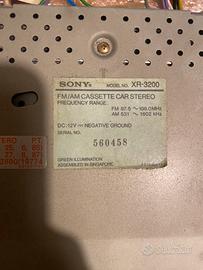 SONY® MODEL NO. XR-3200
FM/AM CASSETTE CAR STEREO
FREQUENCY RANGE:
FM 87.5 ~ 108.0MHz
AM 531 ~ 1602 kHz
DC:12V ⎓ NEGATIVE GROUND
SERIAL NO.
560458
GREEN ILLUMINATION
ASSEMBLED IN SINGAPORE
P.T.
subito